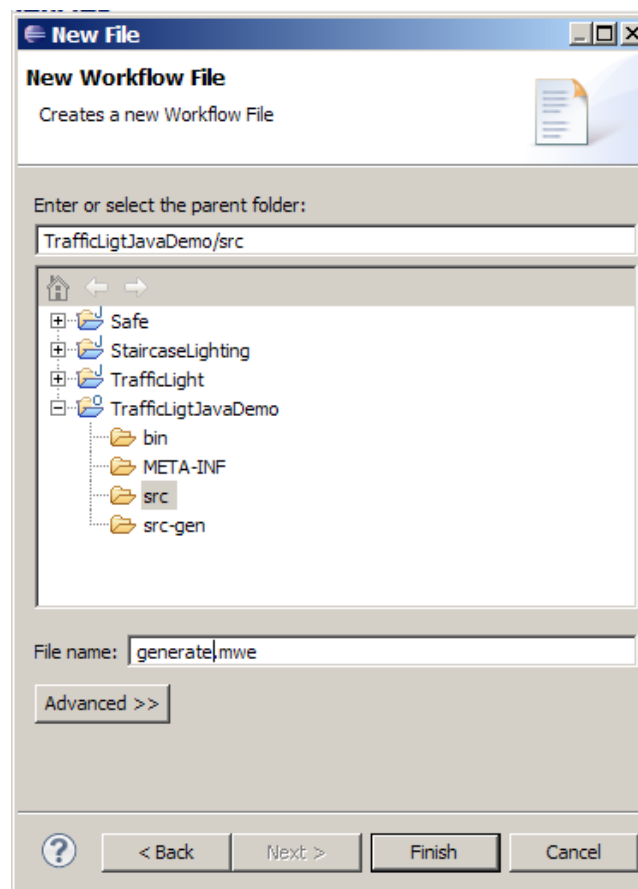 New File
New Workflow File
Creates a new Workflow File
Enter or select the parent folder:
TrafficLigtJavaDemo/src
Safe
StaircaseLighting
TrafficLight
TrafficLigtJavaDemo
bin
META-INF
src
src-gen
File name: generate.mwe
Advanced >>
? < Back Next > Finish Cancel